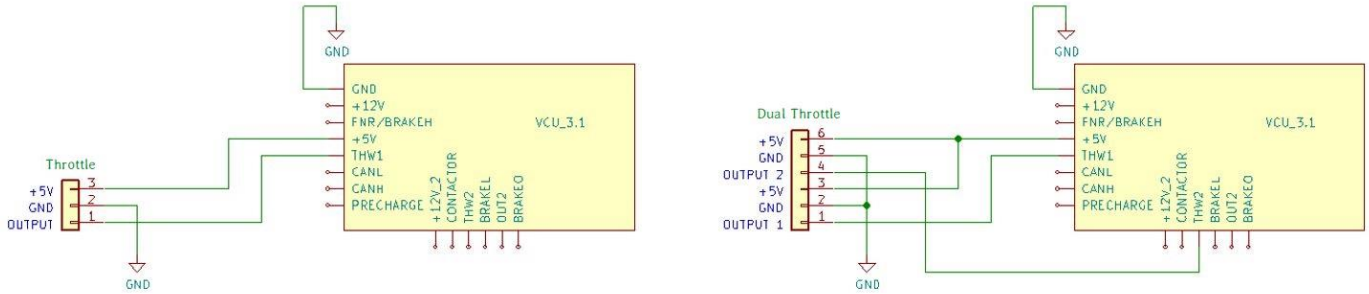 GND
GND
+12V
FNR/BRAKEH
+5V
THW1
CANL
CANH
PRECHARGE
VCU_3.1
+12V_2
CONTACTOR
THW2
BRAKEL
OUT2
BRAKEO
Throttle
+5V 3
GND 2
OUTPUT 1
GND
GND
GND
+12V
FNR/BRAKEH
+5V
THW1
CANL
CANH
PRECHARGE
VCU_3.1
+12V_2
CONTACTOR
THW2
BRAKEL
OUT2
BRAKEO
Dual Throttle
+5V 6
GND 5
OUTPUT 2 4
+5V 3
GND 2
OUTPUT 1 1
GND